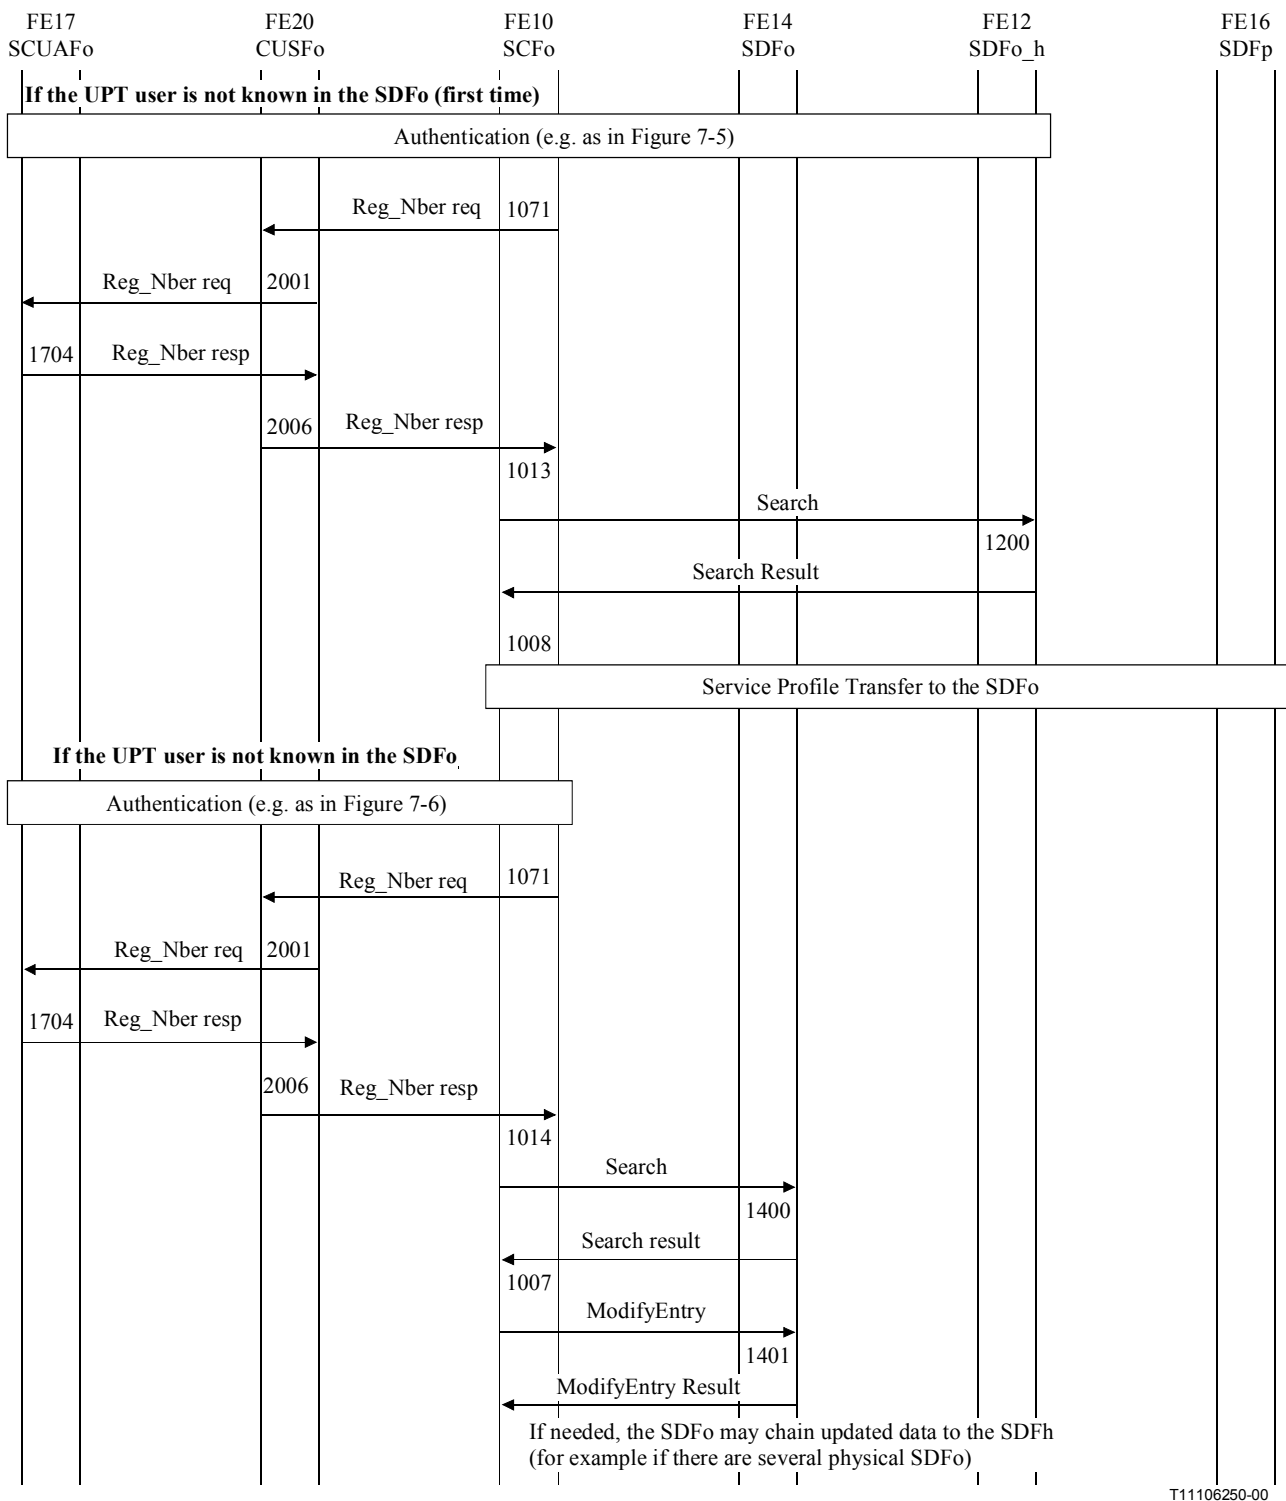 FE17 FE20 FE10 FE14 FE12 FE16
SCUAFo CUSFo SCFo SDFo SDFo_h SDFp
If the UPT user is not known in the SDFo (first time)
Authentication (e.g. as in Figure 7-5)
Reg_Nber req 1071
Reg_Nber req 2001
1704 Reg_Nber resp
2006 Reg_Nber resp
1013
Search
1200
Search Result
1008
Service Profile Transfer to the SDFo
If the UPT user is not known in the SDFo
Authentication (e.g. as in Figure 7-6)
Reg_Nber req 1071
Reg_Nber req 2001
1704 Reg_Nber resp
2006 Reg_Nber resp
1014
Search
1400
Search result
1007
ModifyEntry
1401
ModifyEntry Result
If needed, the SDFo may chain updated data to the SDFh
(for example if there are several physical SDFo)
T11106250-00